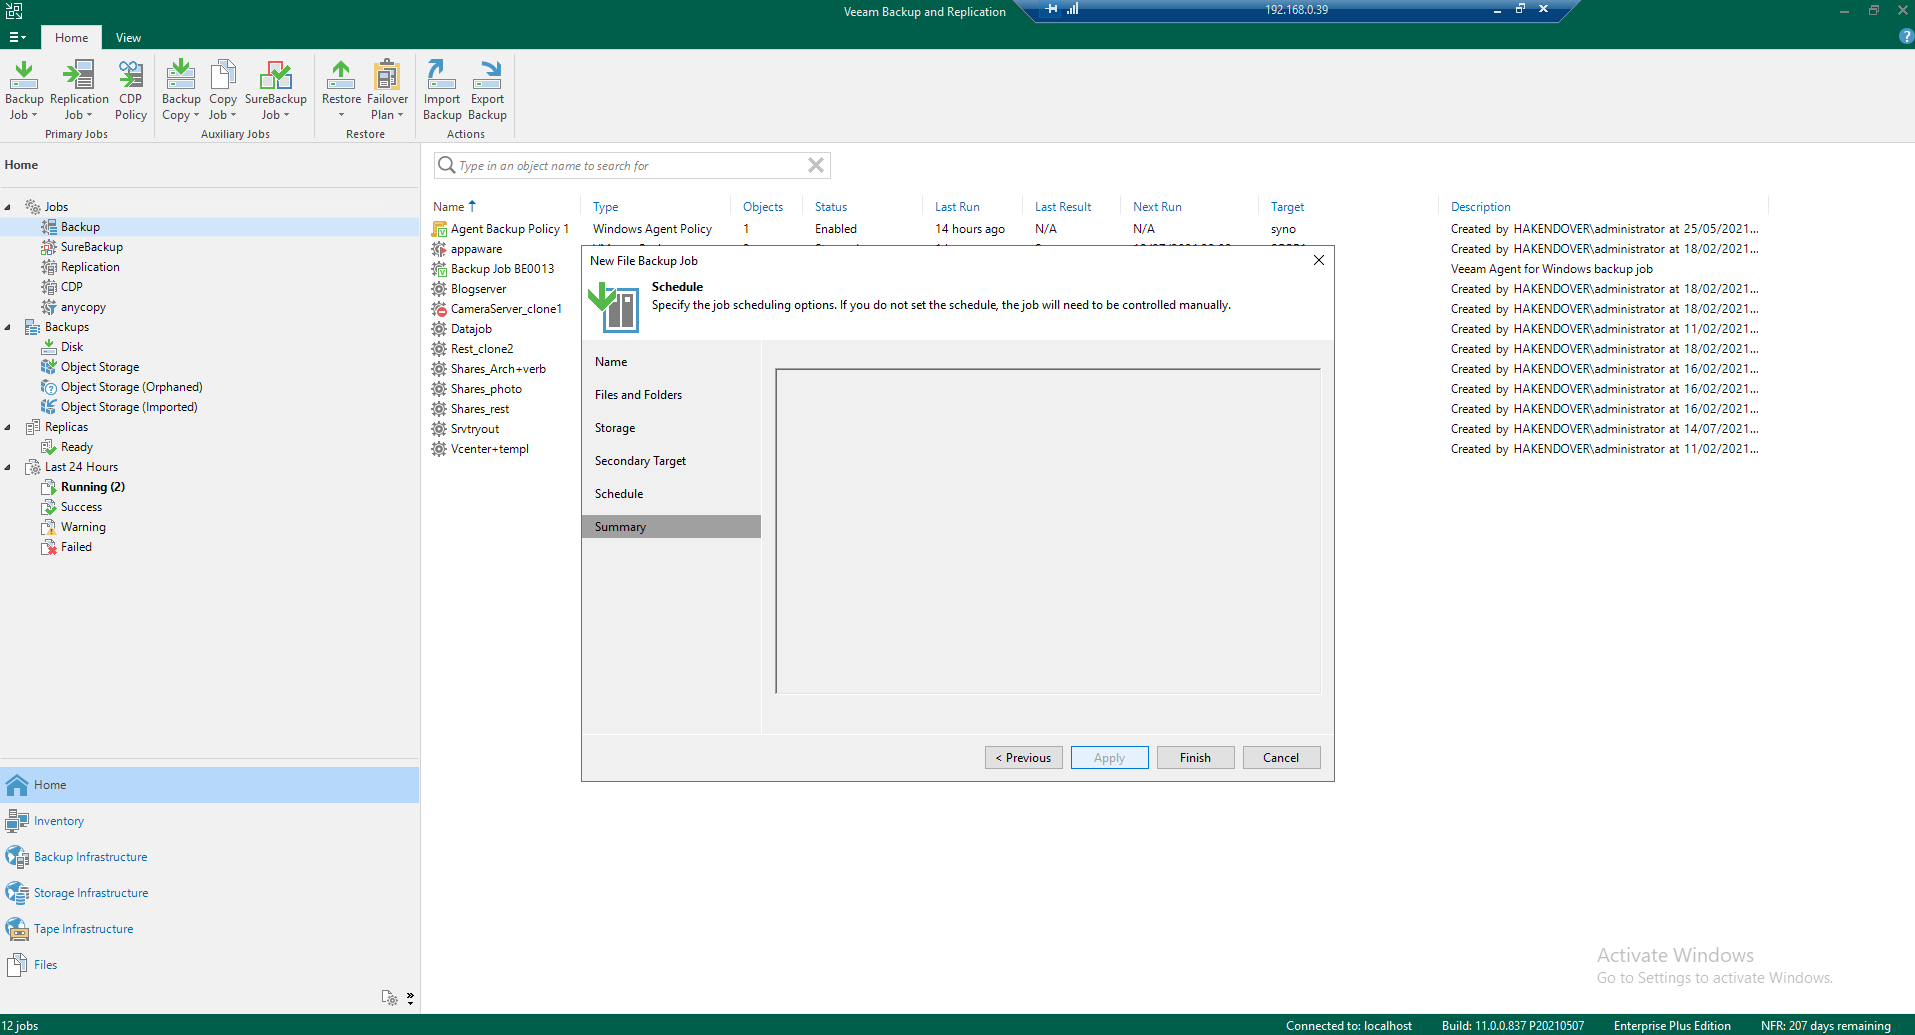 Veeam Backup and Replication
192.168.0.39
Home View
Backup Job
Replication Job
CDP Policy
Primary Jobs
Backup Copy
Copy Job
SureBackup Job
Auxiliary Jobs
Restore
Failover Plan
Restore
Import Backup
Export Backup
Actions
Home
Jobs
Backup
SureBackup
Replication
CDP
anycopy
Backups
Disk
Object Storage
Object Storage (Orphaned)
Object Storage (Imported)
Replicas
Ready
Last 24 Hours
Running (2)
Success
Warning
Failed
Home
Inventory
Backup Infrastructure
Storage Infrastructure
Tape Infrastructure
Files
Type in an object name to search for
Name Type Objects Status Last Run Last Result Next Run Target Description
Agent Backup Policy 1 Windows Agent Policy 1 Enabled 14 hours ago N/A N/A syno Created by HAKENDOVER\administrator at 25/05/2021...
appaware Created by HAKENDOVER\administrator at 18/02/2021...
Backup Job BE0013 Veeam Agent for Windows backup job
Blogserver Created by HAKENDOVER\administrator at 18/02/2021...
CameraServer_clone1 Created by HAKENDOVER\administrator at 18/02/2021...
Datajob Created by HAKENDOVER\administrator at 11/02/2021...
Rest_clone2 Created by HAKENDOVER\administrator at 18/02/2021...
Shares_Arch+verb Created by HAKENDOVER\administrator at 16/02/2021...
Shares_photo Created by HAKENDOVER\administrator at 16/02/2021...
Shares_rest Created by HAKENDOVER\administrator at 16/02/2021...
Srvtryout Created by HAKENDOVER\administrator at 14/07/2021...
Vcenter+templ Created by HAKENDOVER\administrator at 11/02/2021...
New File Backup Job
Schedule
Specify the job scheduling options. If you do not set the schedule, the job will need to be controlled manually.
Name
Files and Folders
Storage
Secondary Target
Schedule
Summary
< Previous Apply Finish Cancel
Activate Windows
Go to Settings to activate Windows.
12 jobs Connected to: localhost Build: 11.0.0.837 P20210507 Enterprise Plus Edition NFR: 207 days remaining